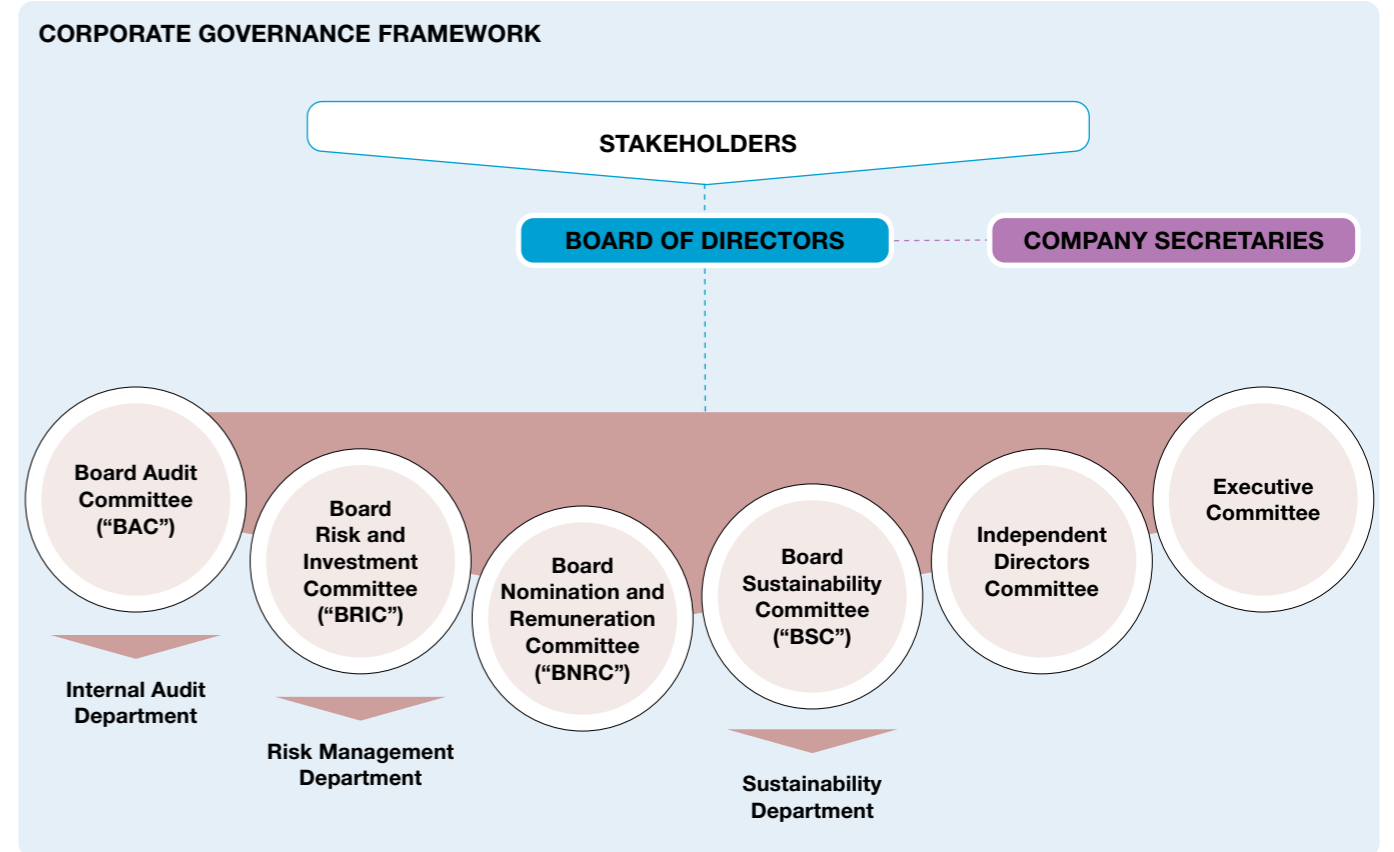 CORPORATE GOVERNANCE FRAMEWORK
STAKEHOLDERS
BOARD OF DIRECTORS
COMPANY SECRETARIES
Board Audit
Committee
(“BAC”)
Internal Audit
Department
Board
Risk and
Investment
Committee
(“BRIC”)
Risk Management
Department
Board
Nomination and
Remuneration
Committee
(“BNRC”)
Board
Sustainability
Committee
(“BSC”)
Sustainability
Department
Independent
Directors
Committee
Executive
Committee